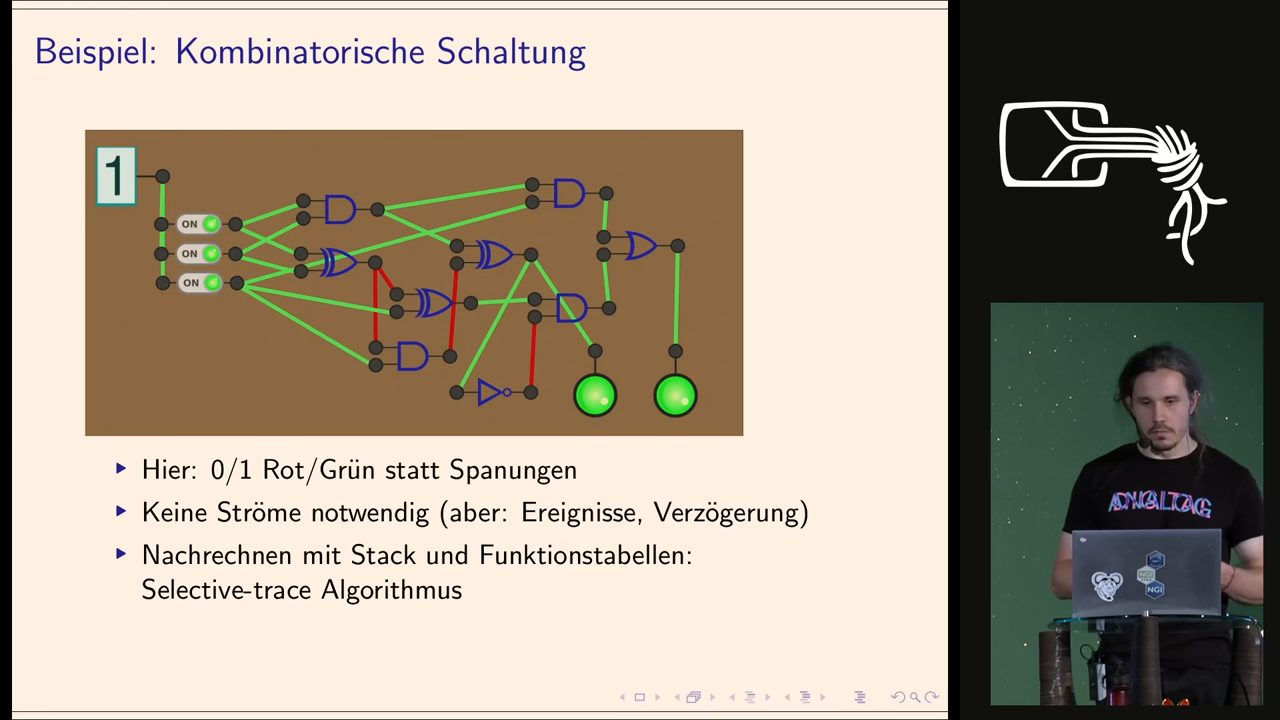 Beispiel: Kombinatorische Schaltung
1
ON
ON
ON
Hier: 0/1 Rot/Grün statt Spanungen
Keine Ströme notwendig (aber: Ereignisse, Verzögerung)
Nachrechnen mit Stack und Funktionstabellen:
Selective-trace Algorithmus
NGI